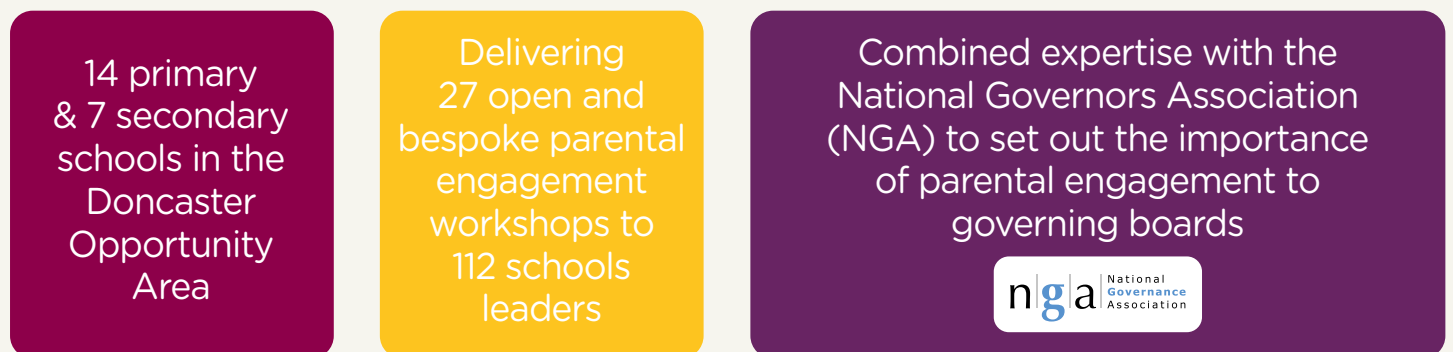 14 primary
& 7 secondary
schools in the
Doncaster
Opportunity
Area
Delivering
27 open and
bespoke parental
engagement
workshops to
112 schools
leaders
Combined expertise with the
National Governors Association
(NGA) to set out the importance
of parental engagement to
governing boards
nga
National
Governance
Association